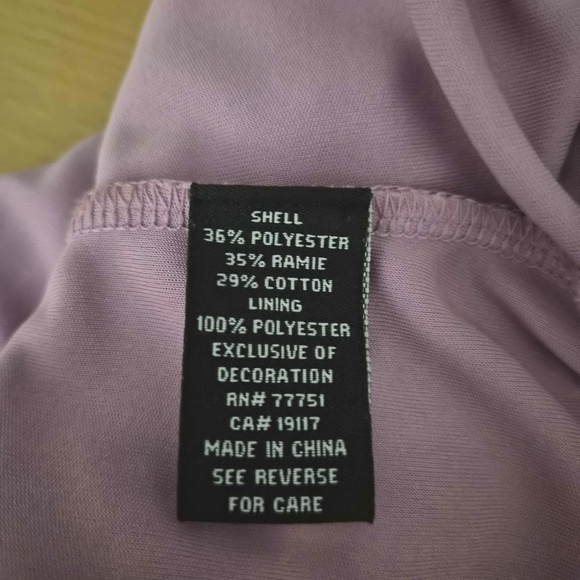 SHELL
36% POLYESTER
35% RAMIE
29% COTTON
LINING
100% POLYESTER
EXCLUSIVE OF
DECORATION
RN# 77751
CA# 19117
MADE IN CHINA
SEE REVERSE
FOR CARE